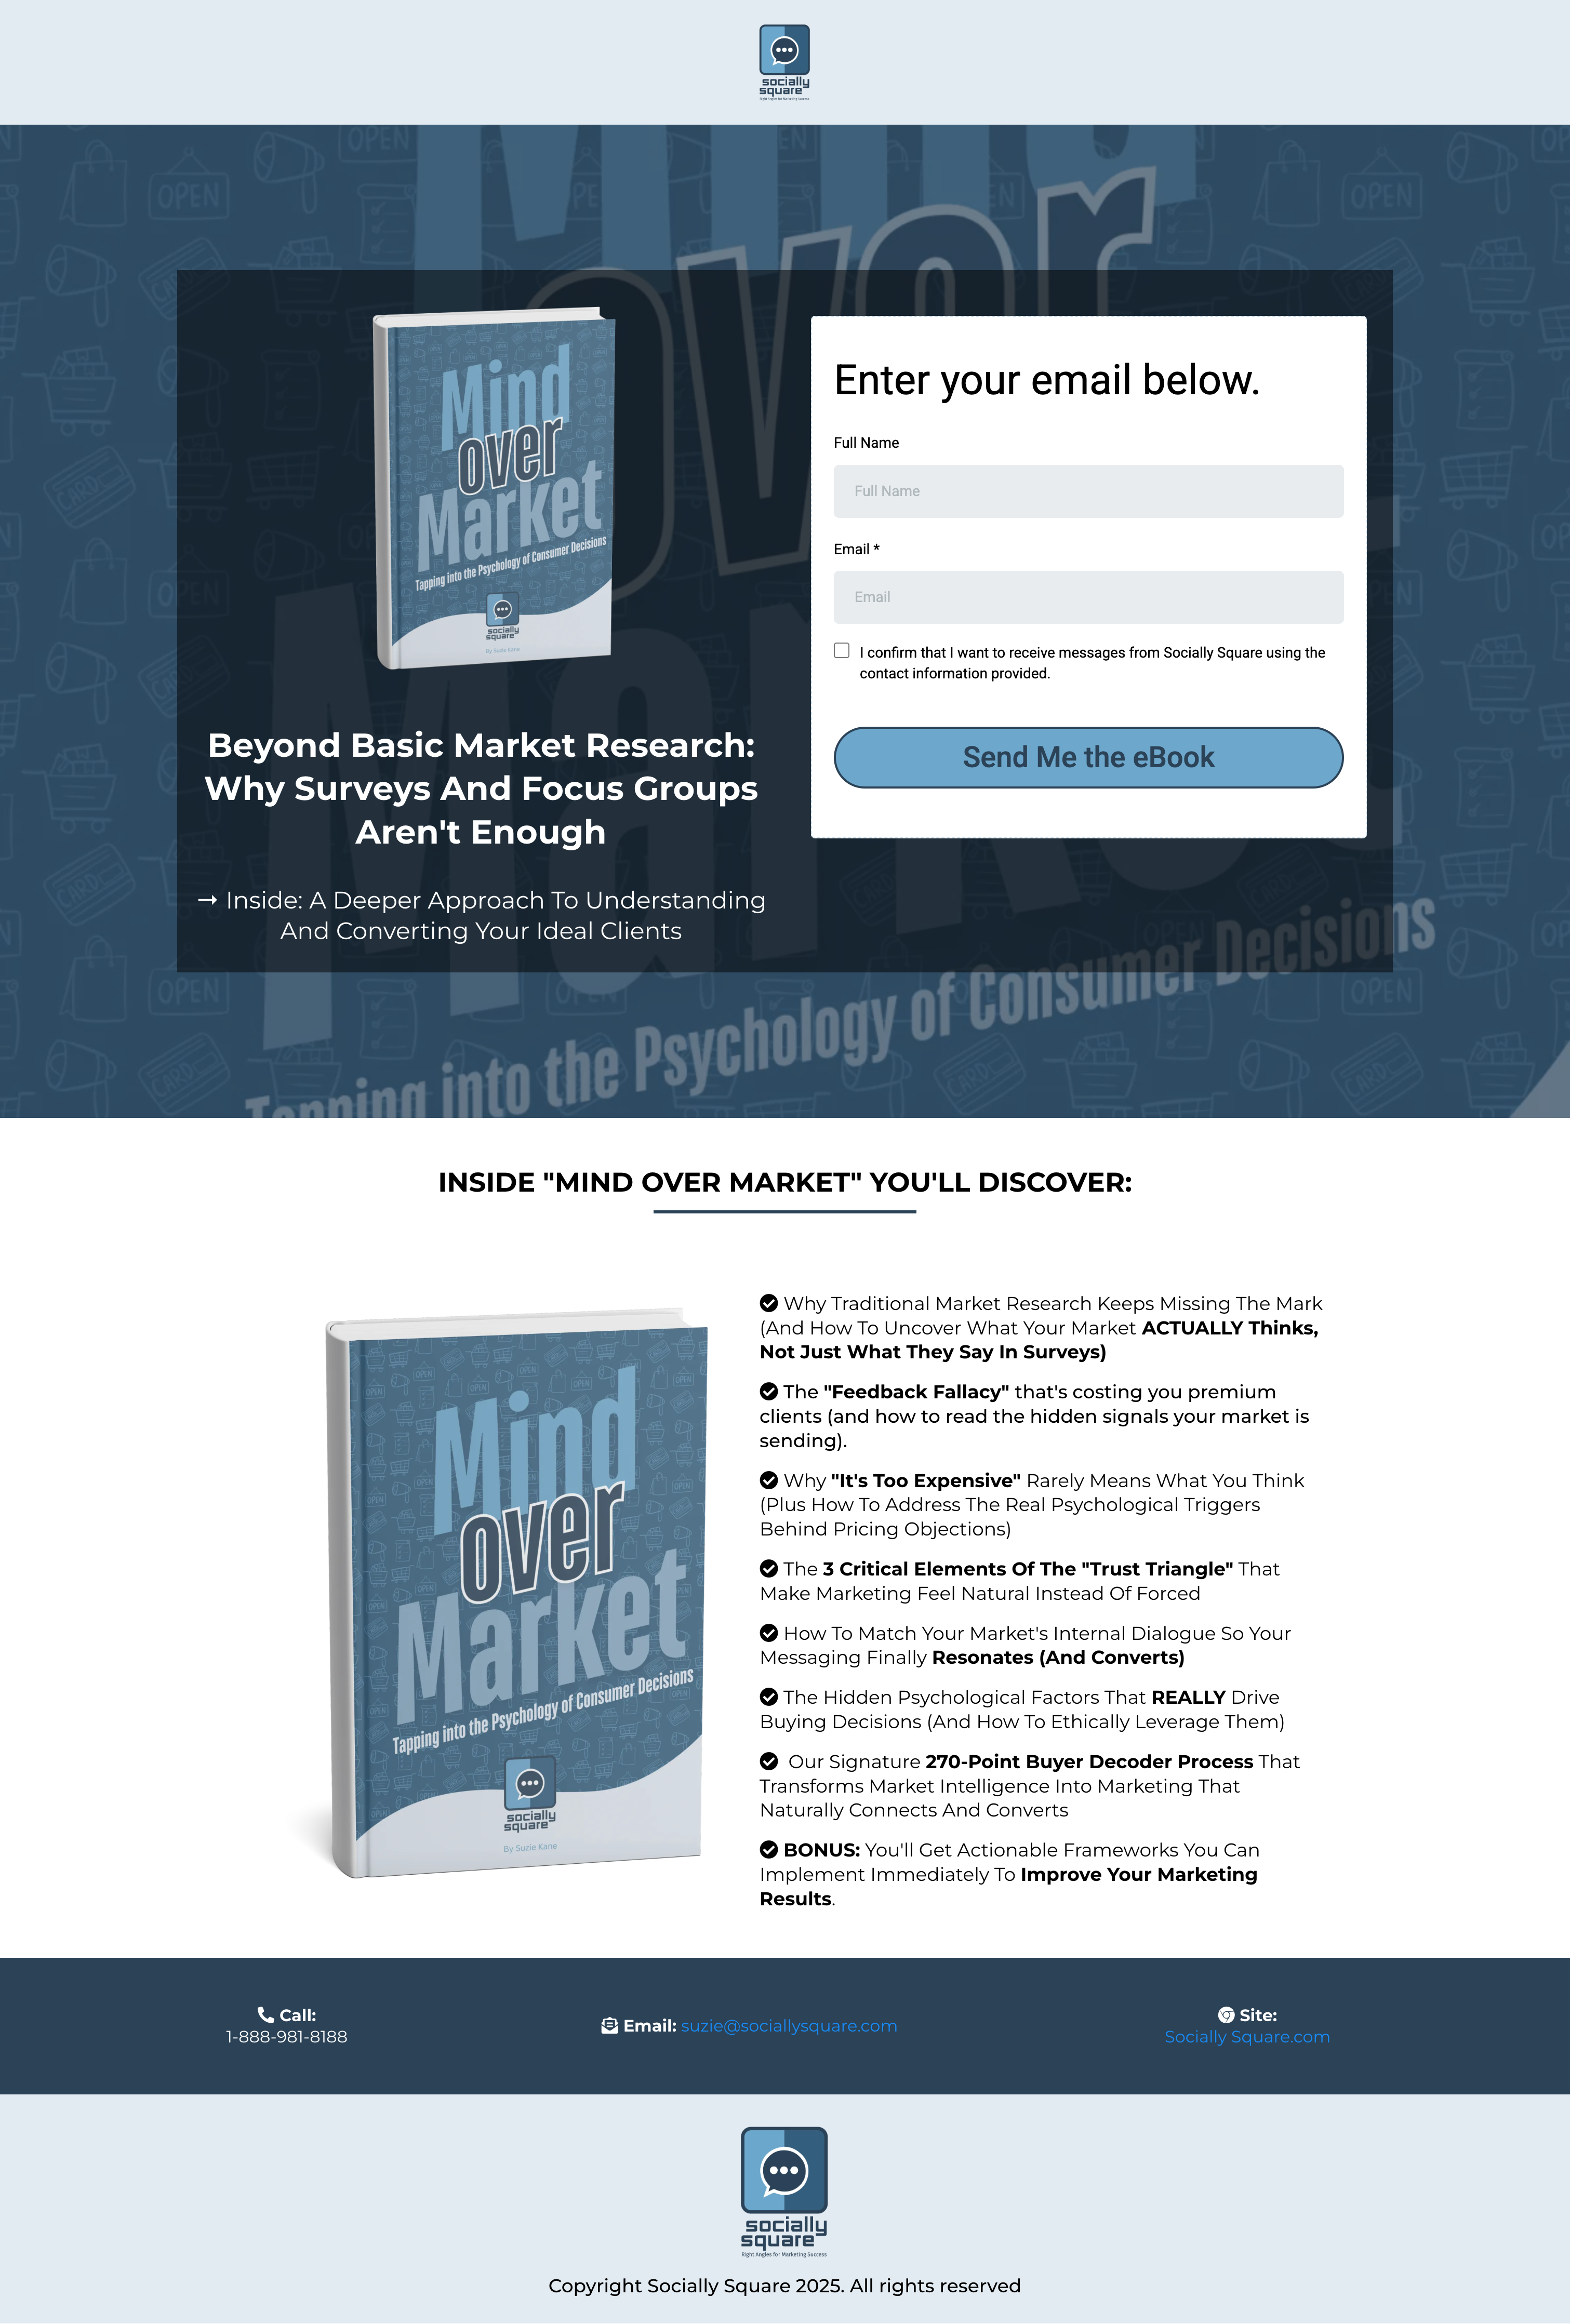 socially
square
Right Angles for Marketing Success
Mind
over
Market
Tapping into the Psychology of Consumer Decisions
socially
square
By Suzie Kane
Beyond Basic Market Research:
Why Surveys And Focus Groups
Aren't Enough
→ Inside: A Deeper Approach To Understanding
And Converting Your Ideal Clients
Enter your email below.
Full Name
Full Name
Email *
Email
I confirm that I want to receive messages from Socially Square using the
contact information provided.
Send Me the eBook
Mind
over
Market
Tapping into the Psychology of Consumer Decisions
OPEN
OPEN
OPEN
OPEN
CARD
CARD
CARD
INSIDE "MIND OVER MARKET" YOU'LL DISCOVER:
Mind
over
Market
Tapping into the Psychology of Consumer Decisions
socially
square
By Suzie Kane
Why Traditional Market Research Keeps Missing The Mark
(And How To Uncover What Your Market ACTUALLY Thinks,
Not Just What They Say In Surveys)
The "Feedback Fallacy" that's costing you premium
clients (and how to read the hidden signals your market is
sending).
Why "It's Too Expensive" Rarely Means What You Think
(Plus How To Address The Real Psychological Triggers
Behind Pricing Objections)
The 3 Critical Elements Of The "Trust Triangle" That
Make Marketing Feel Natural Instead Of Forced
How To Match Your Market's Internal Dialogue So Your
Messaging Finally Resonates (And Converts)
The Hidden Psychological Factors That REALLY Drive
Buying Decisions (And How To Ethically Leverage Them)
Our Signature 270-Point Buyer Decoder Process That
Transforms Market Intelligence Into Marketing That
Naturally Connects And Converts
BONUS: You'll Get Actionable Frameworks You Can
Implement Immediately To Improve Your Marketing
Results.
Call:
1-888-981-8188
Email: suzie@sociallysquare.com
Site:
Socially Square.com
socially
square
Right Angles for Marketing Success
Copyright Socially Square 2025. All rights reserved